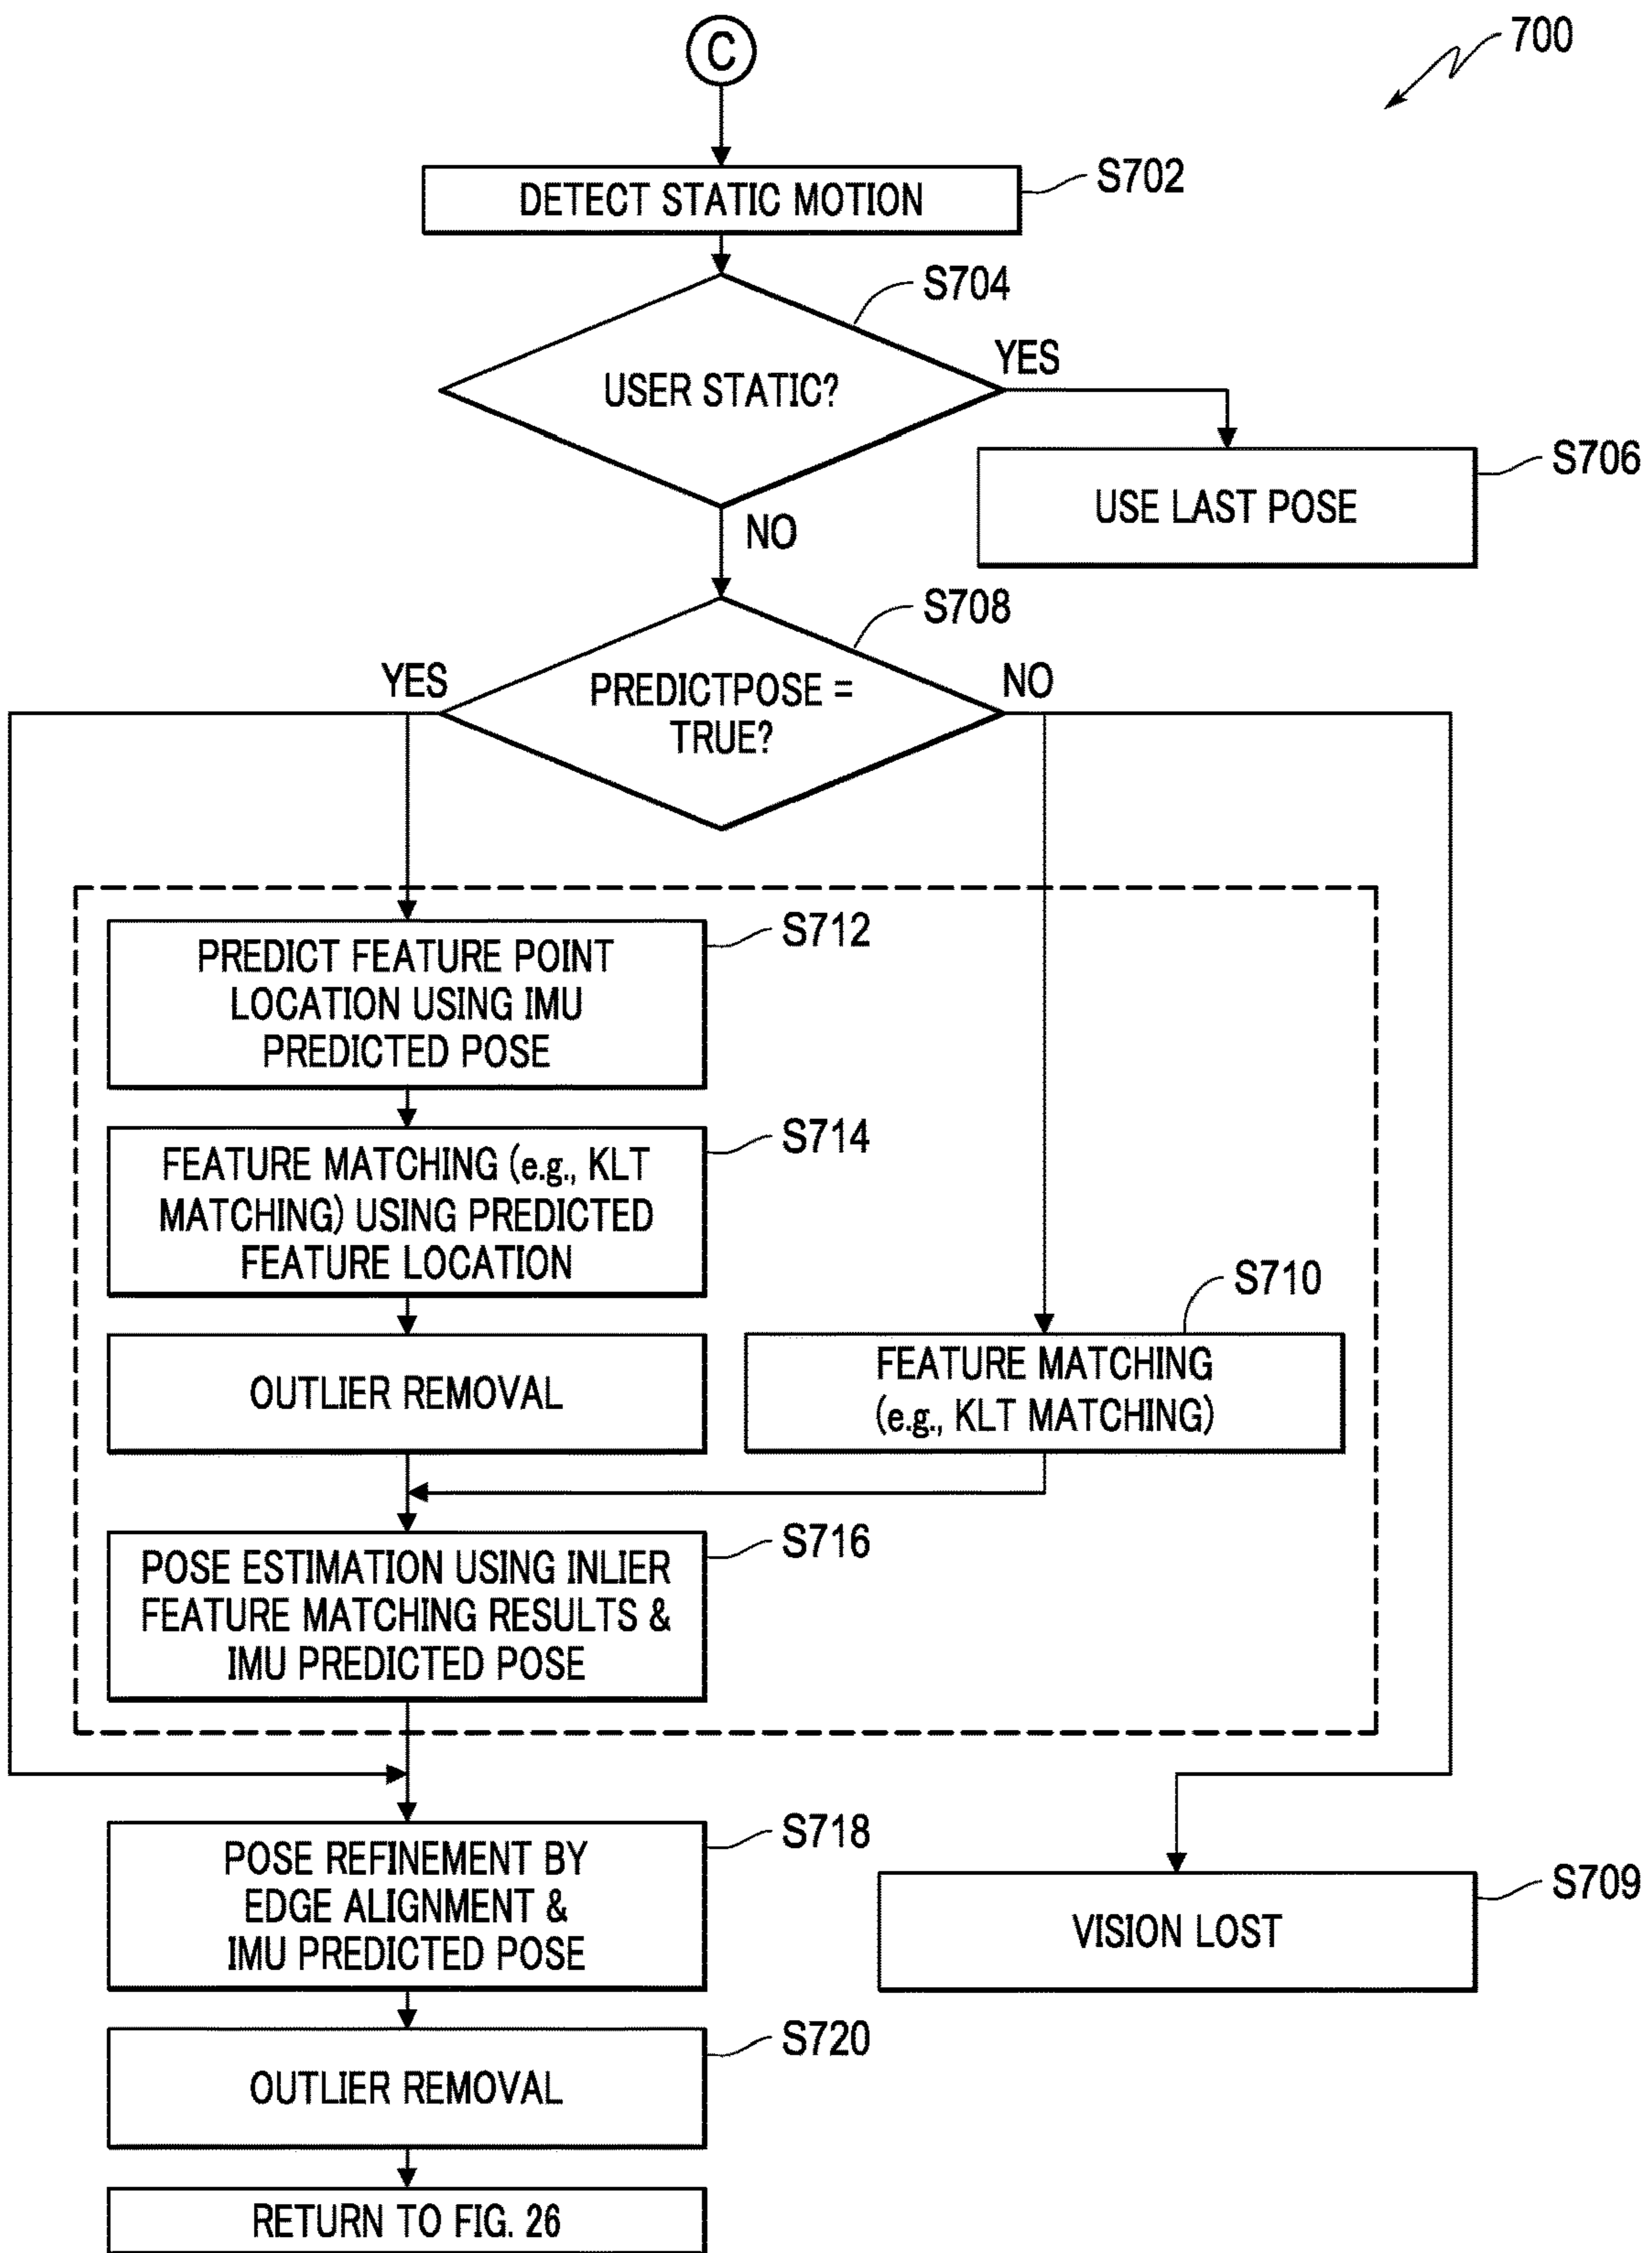 C
700
DETECT STATIC MOTION
S702
S704
USER STATIC?
YES
S706
USE LAST POSE
NO
S708
YES
PREDICTPOSE =
TRUE?
NO
S712
PREDICT FEATURE POINT
LOCATION USING IMU
PREDICTED POSE
S714
FEATURE MATCHING (e.g., KLT
MATCHING) USING PREDICTED
FEATURE LOCATION
S710
OUTLIER REMOVAL
FEATURE MATCHING
(e.g., KLT MATCHING)
S716
POSE ESTIMATION USING INLIER
FEATURE MATCHING RESULTS &
IMU PREDICTED POSE
S718
POSE REFINEMENT BY
EDGE ALIGNMENT &
IMU PREDICTED POSE
S709
VISION LOST
S720
OUTLIER REMOVAL
RETURN TO FIG. 26